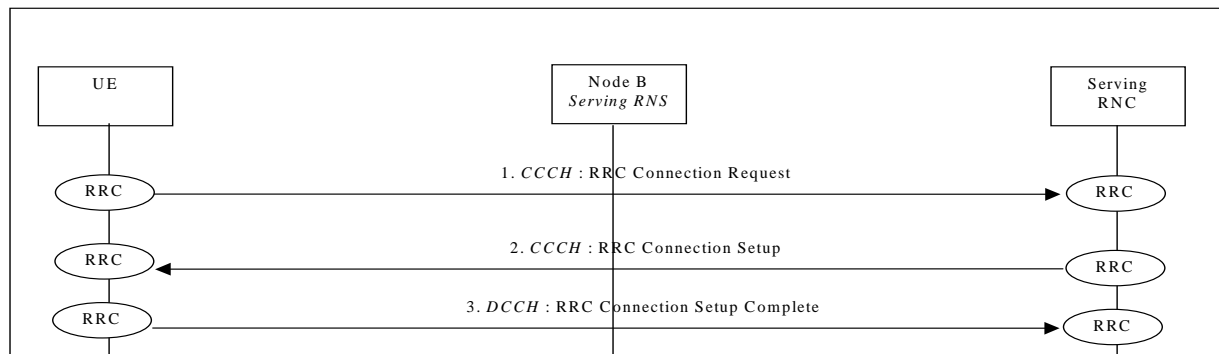 UE
Node B
Serving RNS
Serving
RNC
1. CCCH : RRC Connection Request
RRC
RRC
2. CCCH : RRC Connection Setup
RRC
RRC
3. DCCH : RRC Connection Setup Complete
RRC
RRC